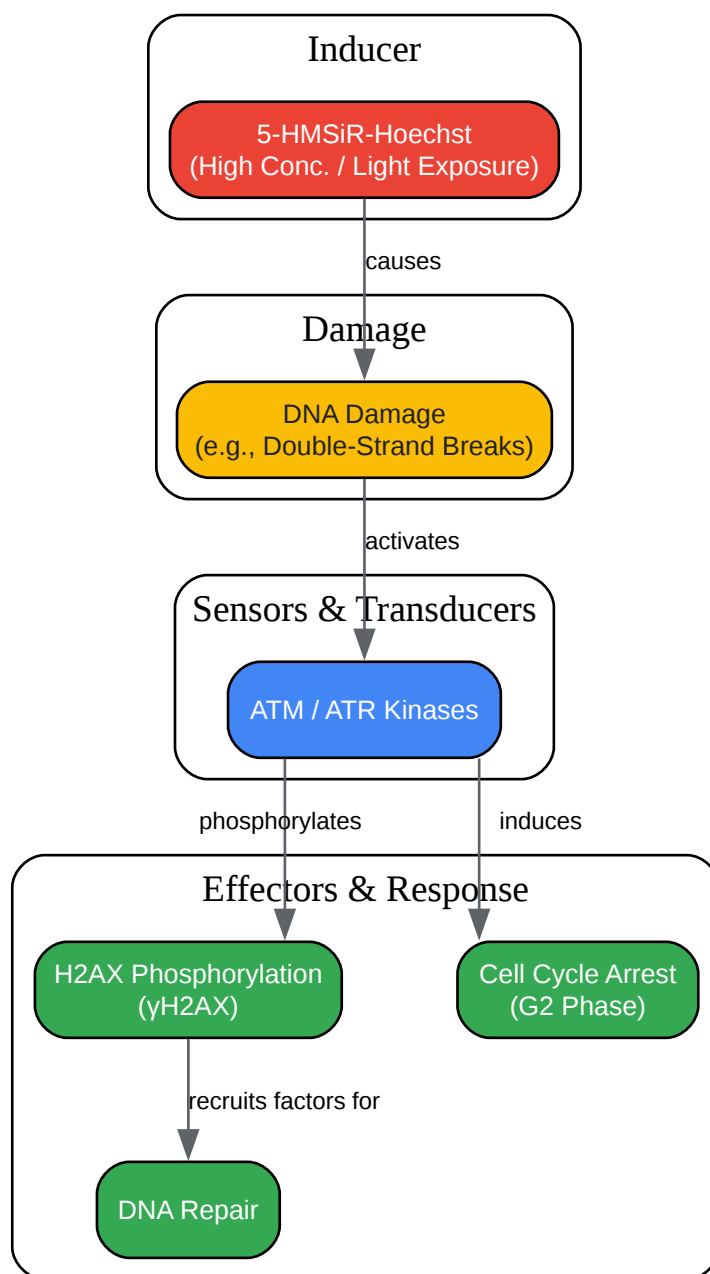 Inducer
5-HMSiR-Hoechst
(High Conc. / Light Exposure)
causes
Damage
DNA Damage
(e.g., Double-Strand Breaks)
activates
Sensors & Transducers
ATM / ATR Kinases
phosphorylates
induces
Effectors & Response
H2AX Phosphorylation
(γH2AX)
Cell Cycle Arrest
(G2 Phase)
recruits factors for
DNA Repair